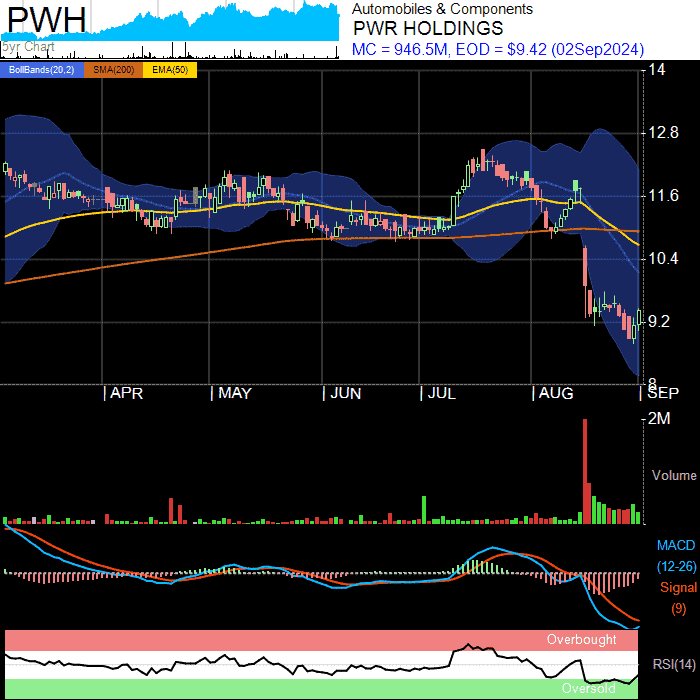 PWH
5yr Chart
Automobiles & Components
PWR HOLDINGS
MC = 946.5M, EOD = $9.42 (02Sep2024)
BollBands(20,2) SMA(200) EMA(50)
14
12.8
11.6
10.4
9.2
8
APR MAY JUN JUL AUG SEP
2M
Volume
MACD
(12-26)
Signal
(9)
Overbought
RSI(14)
Oversold